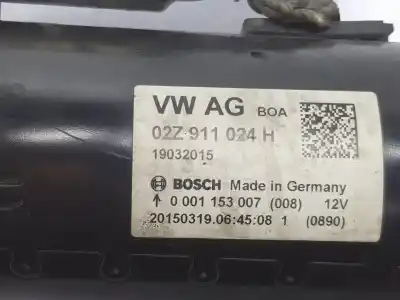 VW AG BOA
02Z 911 024 H
19032015
BOSCH Made in Germany
↑ 0 001 153 007 (008) 12V
20150319.06:45:08 1 (0890)